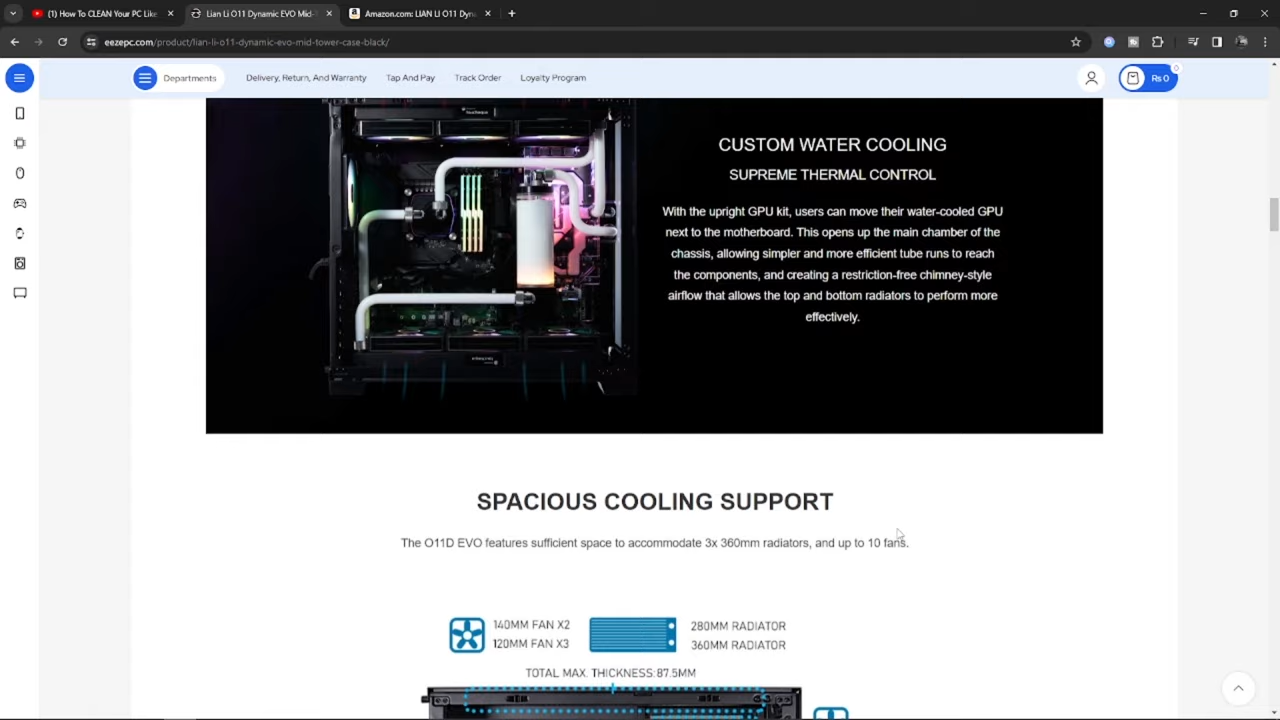 (1) How To CLEAN Your PC Like
Lian Li O11 Dynamic EVO Mid-T
Amazon.com: LIAN LI O11 Dyn
eezepc.com/product/lian-li-o11-dynamic-evo-mid-tower-case-black/
Departments
Delivery, Return, And Warranty
Tap And Pay
Track Order
Loyalty Program
0
₨ 0
CUSTOM WATER COOLING
SUPREME THERMAL CONTROL
With the upright GPU kit, users can move their water-cooled GPU
next to the motherboard. This opens up the main chamber of the
chassis, allowing simpler and more efficient tube runs to reach
the components, and creating a restriction-free chimney-style
airflow that allows the top and bottom radiators to perform more
effectively.
SPACIOUS COOLING SUPPORT
The O11D EVO features sufficient space to accommodate 3x 360mm radiators, and up to 10 fans.
140MM FAN X2
120MM FAN X3
280MM RADIATOR
360MM RADIATOR
TOTAL MAX. THICKNESS:87.5MM